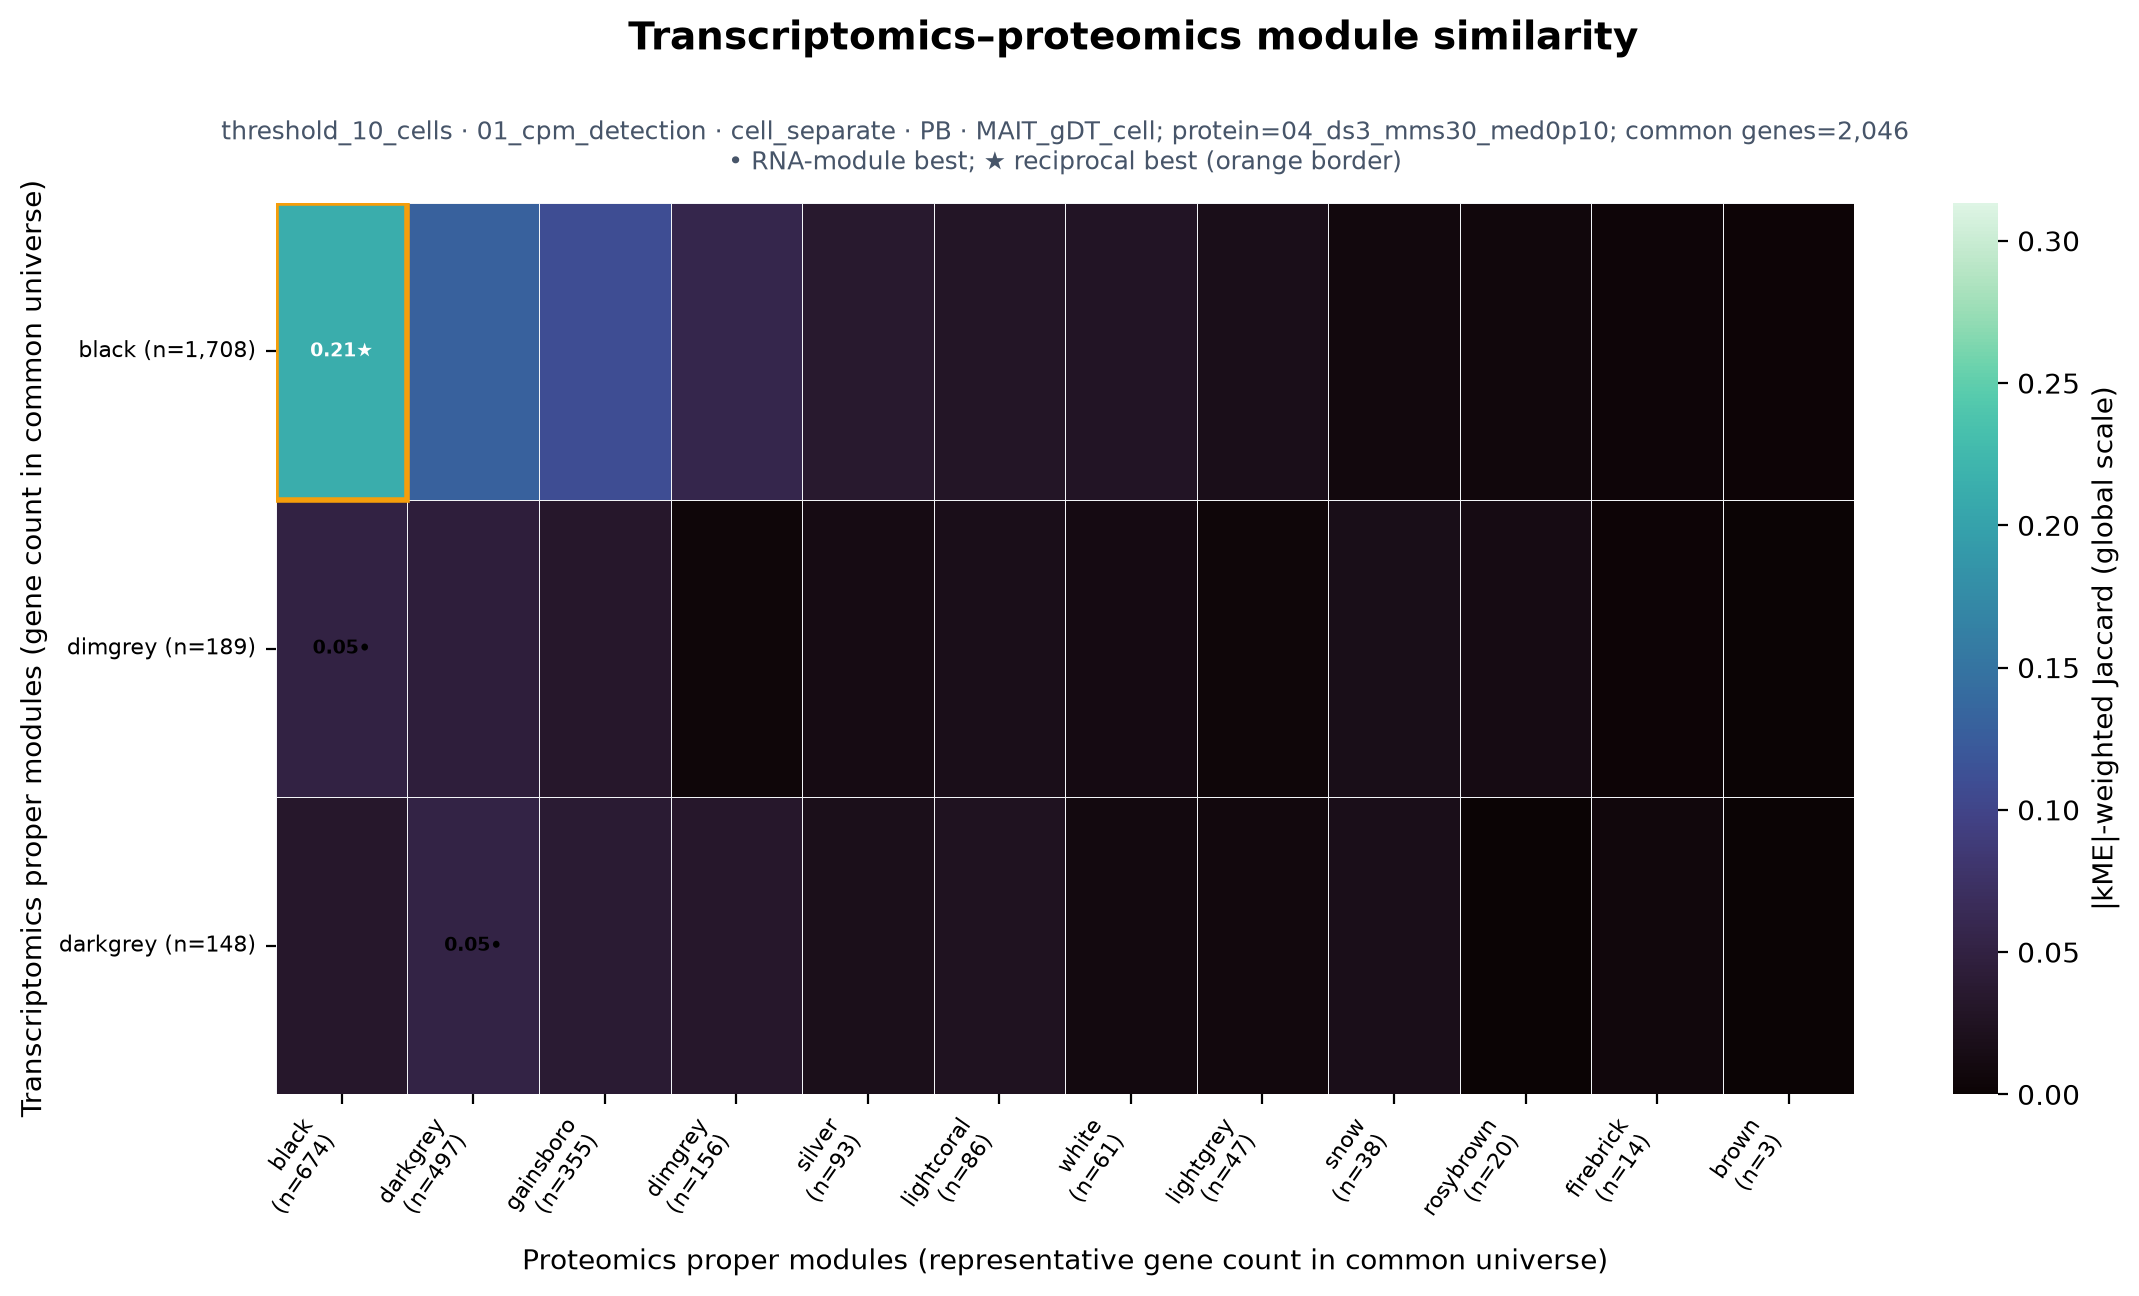 Transcriptomics–proteomics module similarity
threshold_10_cells · 01_cpm_detection · cell_separate · PB · MAIT_gDT_cell; protein=04_ds3_mms30_med0p10; common genes=2,046
• RNA-module best; ★ reciprocal best (orange border)
Transcriptomics proper modules (gene count in common universe)
black (n=1,708)
dimgrey (n=189)
darkgrey (n=148)
0.21★
0.05•
0.05•
black
(n=674)
darkgrey
(n=497)
gainsboro
(n=355)
dimgrey
(n=156)
silver
(n=93)
lightcoral
(n=86)
white
(n=61)
lightgrey
(n=47)
snow
(n=38)
rosybrown
(n=20)
firebrick
(n=14)
brown
(n=3)
Proteomics proper modules (representative gene count in common universe)
0.30
0.25
0.20
0.15
0.10
0.05
0.00
|kME|-weighted Jaccard (global scale)